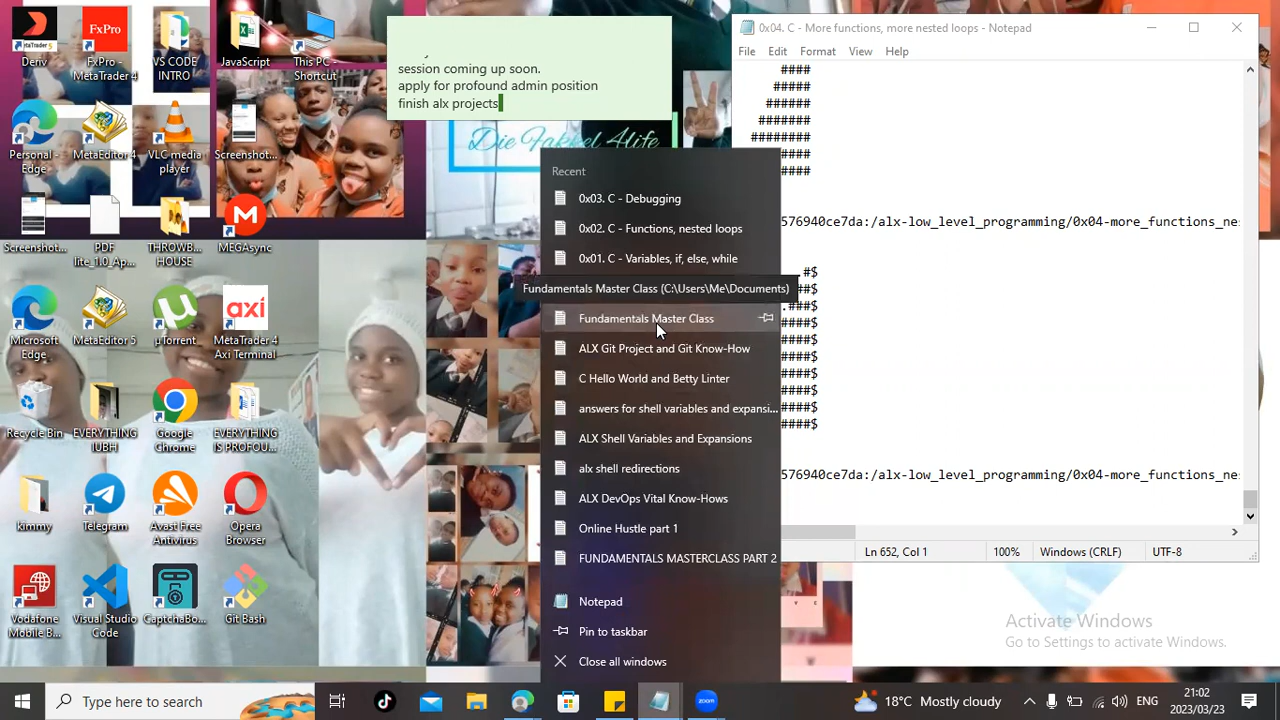 Deriv
FxPro -
MetaTrader 4
VS CODE
INTRO
JavaScript
This PC -
Shortcut
Personal -
Edge
MetaEditor 4
VLC media
player
Screenshot...
Screenshot...
PDF
lite_1.0_Ap...
THROWB...
HOUSE
MEGAsync
Microsoft
Edge
MetaEditor 5
µTorrent
axi
MetaTrader 4
Axi Terminal
Recycle Bin
EVERYTHING
IUBH
Google
Chrome
EVERYTHING
IS PROFOU...
kimmy
Telegram
Avast Free
Antivirus
Opera
Browser
Vodafone
Mobile B...
Visual Studio
Code
CaptchaBo...
Git Bash
session coming up soon.
apply for profound admin position
finish alx projects
Die Fakkel 4life
Recent
0x03. C - Debugging
0x02. C - Functions, nested loops
0x01. C - Variables, if, else, while
Fundamentals Master Class (C:\Users\Me\Documents)
Fundamentals Master Class
ALX Git Project and Git Know-How
C Hello World and Betty Linter
answers for shell variables and expansi...
ALX Shell Variables and Expansions
alx shell redirections
ALX DevOps Vital Know-Hows
Online Hustle part 1
FUNDAMENTALS MASTERCLASS PART 2
Notepad
Pin to taskbar
Close all windows
0x04. C - More functions, more nested loops - Notepad
File Edit Format View Help
####
#####
######
#######
########
####
####
576940ce7da:/alx-low_level_programming/0x04-more_functions_nes
.#$
##$
.###$
####$
####$
####$
####$
####$
####$
####$
576940ce7da:/alx-low_level_programming/0x04-more_functions_nes
Ln 652, Col 1 100% Windows (CRLF) UTF-8
Activate Windows
Go to Settings to activate Windows.
Type here to search
zoom
18°C Mostly cloudy
ENG
21:02
2023/03/23